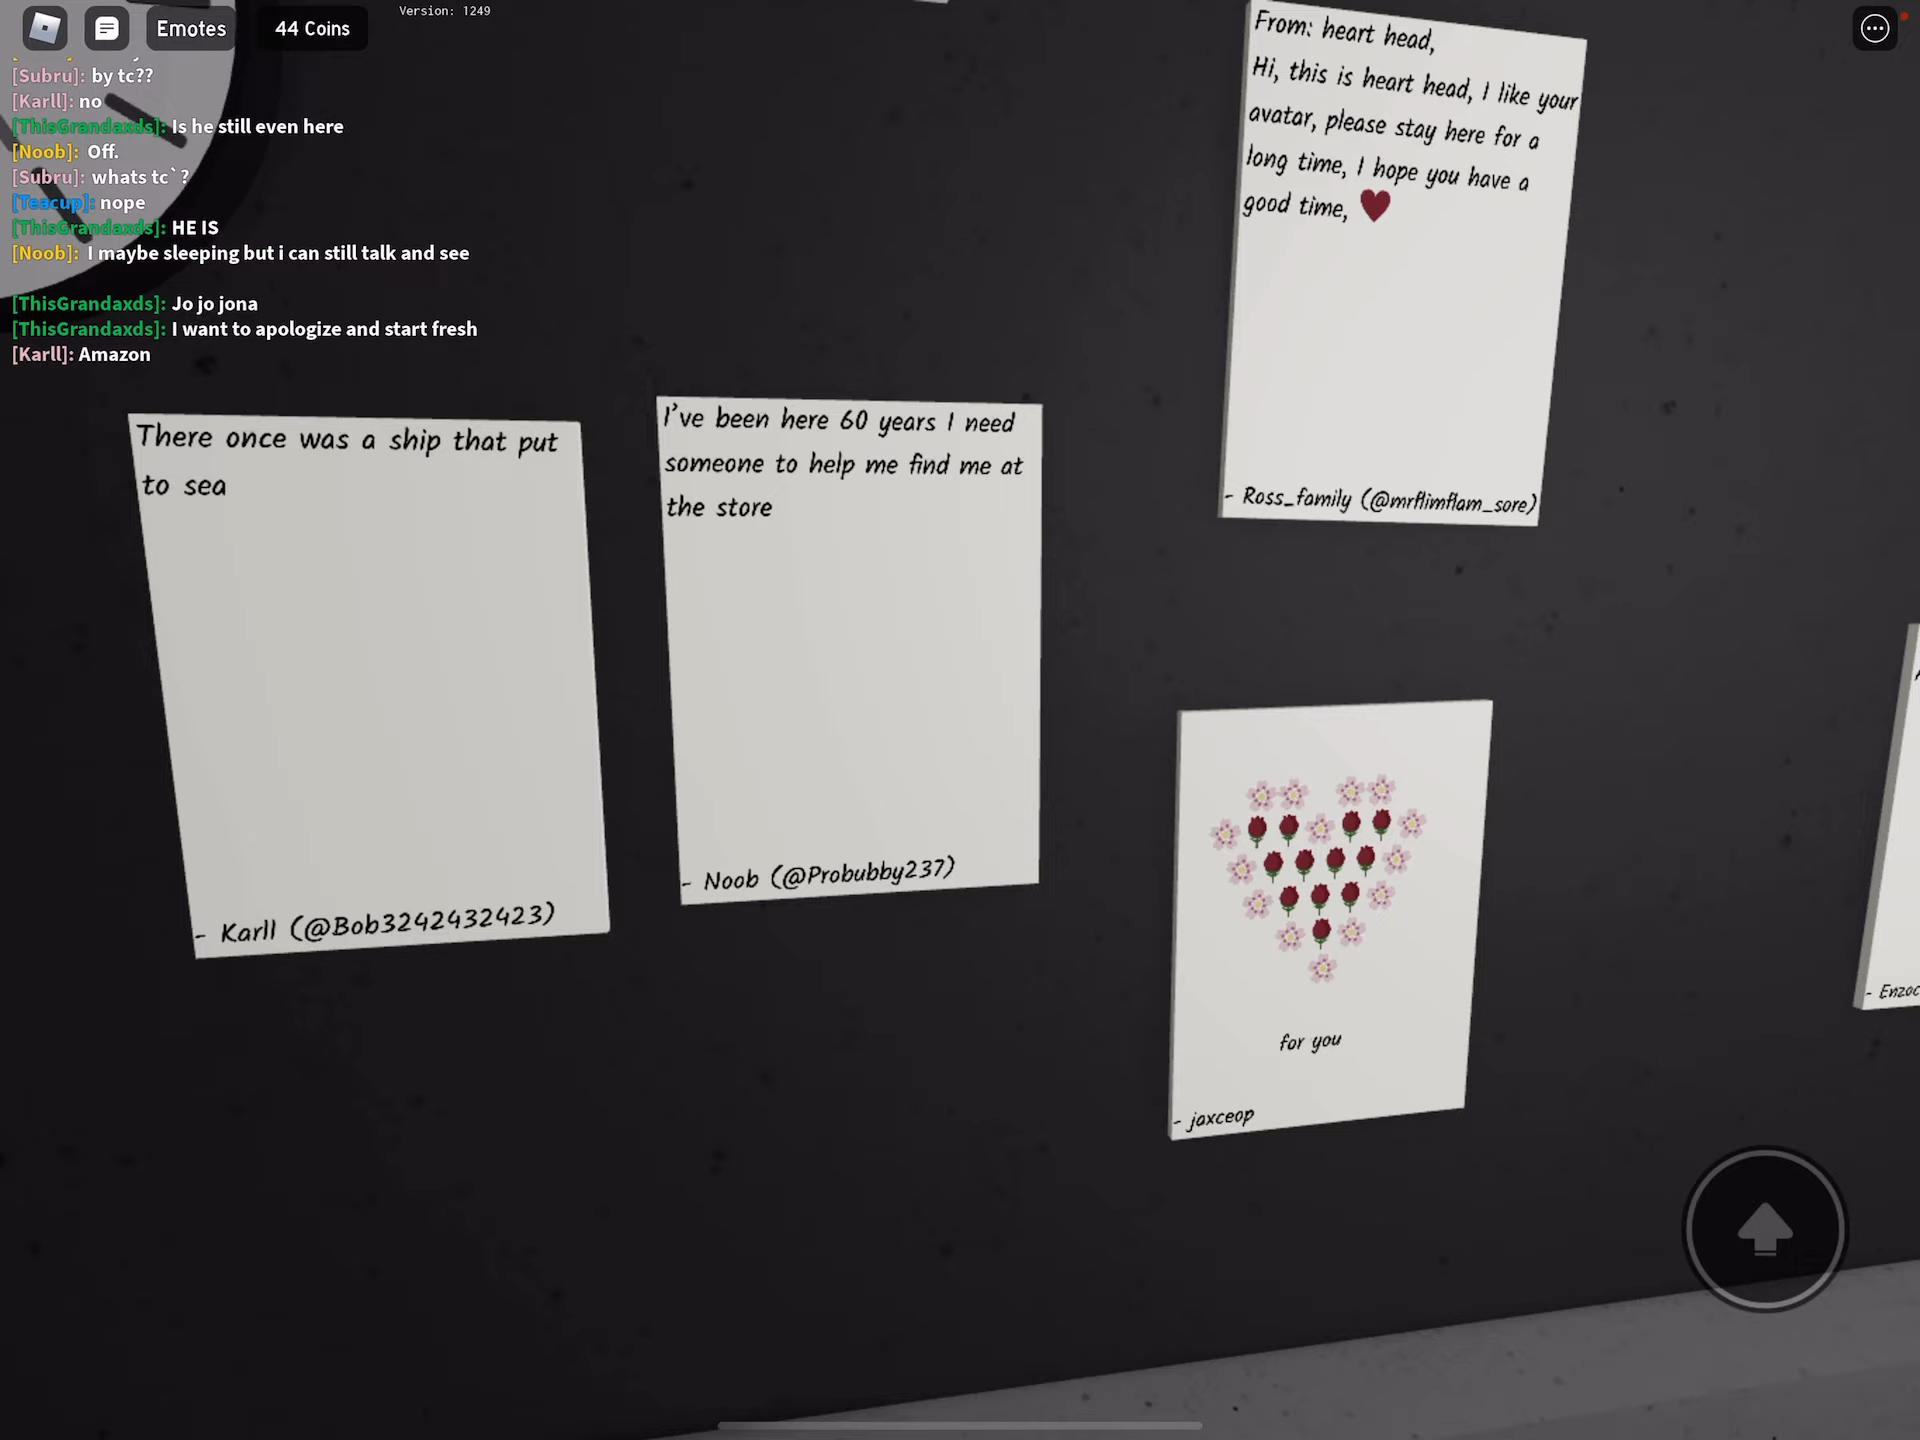 Version: 1249
Emotes
44 Coins
[Subru]: by tc??
[Karll]: no
[ThisGrandaxds]: Is he still even here
[Noob]: Off.
[Subru]: whats tc`?
[Teacup]: nope
[ThisGrandaxds]: HE IS
[Noob]: I maybe sleeping but i can still talk and see
[ThisGrandaxds]: Jo jo jona
[ThisGrandaxds]: I want to apologize and start fresh
[Karll]: Amazon
There once was a ship that put
to sea
- Karll (@Bob3242432423)
I've been here 60 years I need
someone to help me find me at
the store
- Noob (@Probubby237)
From: heart head,
Hi, this is heart head, I like your
avatar, please stay here for a
long time, I hope you have a
good time, ❤
- Ross_family (@mrflimflam_sore)
for you
- jaxceop